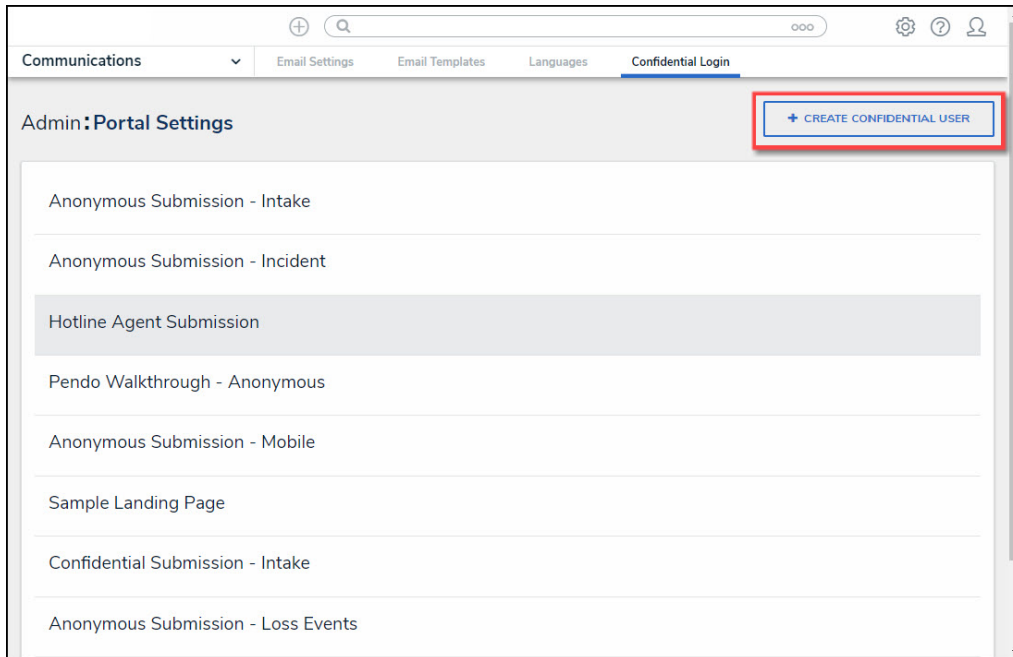 Communications
Email Settings
Email Templates
Languages
Confidential Login
Admin:Portal Settings
+ CREATE CONFIDENTIAL USER
Anonymous Submission - Intake
Anonymous Submission - Incident
Hotline Agent Submission
Pendo Walkthrough - Anonymous
Anonymous Submission - Mobile
Sample Landing Page
Confidential Submission - Intake
Anonymous Submission - Loss Events